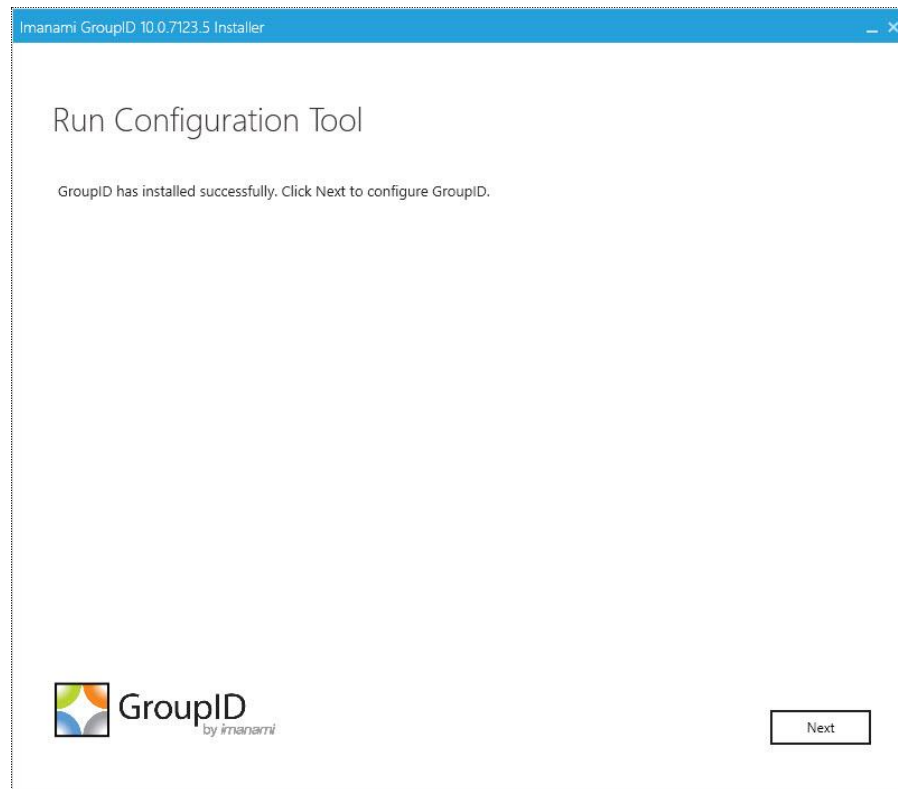 Imanami GroupID 10.0.7123.5 Installer
Run Configuration Tool
GroupID has installed successfully. Click Next to configure GroupID.
GroupID
by imanami
Next